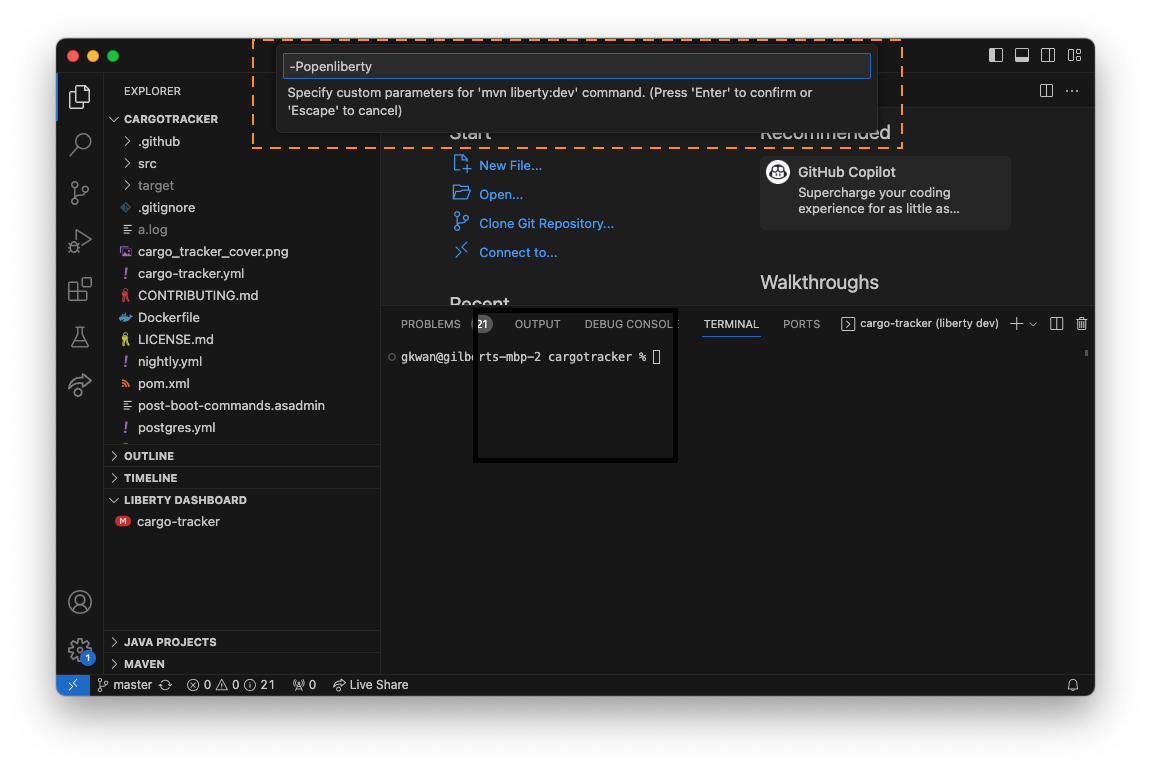 -Popenliberty
Specify custom parameters for 'mvn liberty:dev' command. (Press 'Enter' to confirm or
'Escape' to cancel)
EXPLORER
CARGOTRACKER
.github
src
target
.gitignore
a.log
cargo_tracker_cover.png
cargo-tracker.yml
CONTRIBUTING.md
Dockerfile
LICENSE.md
nightly.yml
pom.xml
post-boot-commands.asadmin
postgres.yml
OUTLINE
TIMELINE
LIBERTY DASHBOARD
M cargo-tracker
JAVA PROJECTS
MAVEN
Start
New File...
Open...
Clone Git Repository...
Connect to...
Recent
Recommended
GitHub Copilot
Supercharge your coding
experience for as little as...
Walkthroughs
PROBLEMS 21 OUTPUT DEBUG CONSOLE TERMINAL PORTS cargo-tracker (liberty dev)
gkwan@gilberts-mbp-2 cargotracker %
1
master 0 0 21 0 Live Share